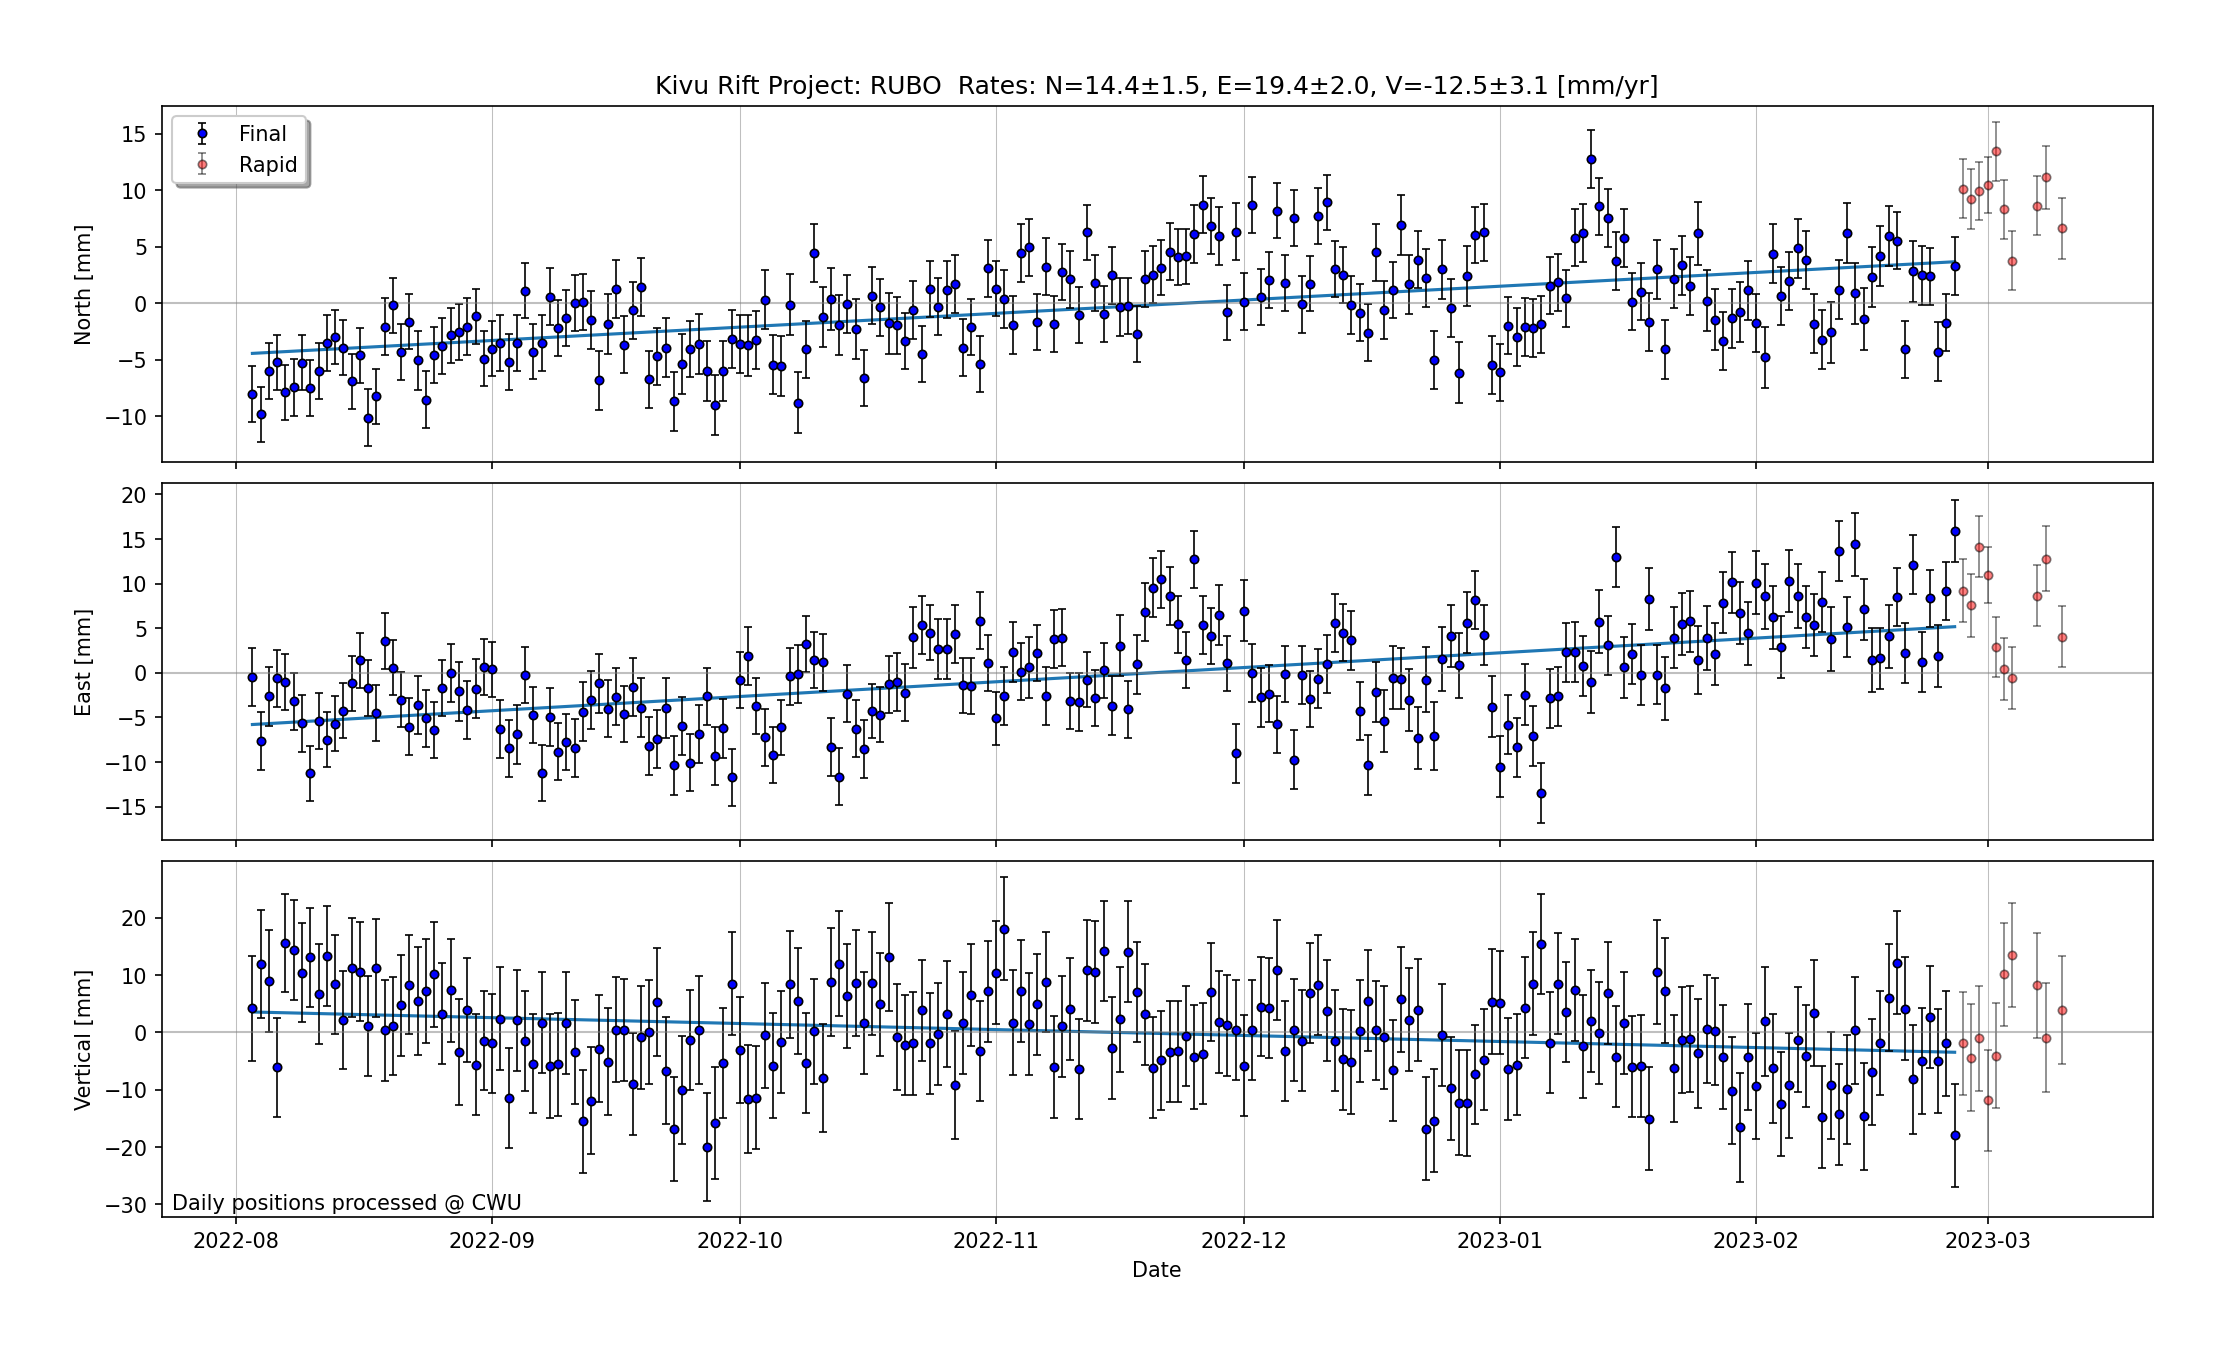 Kivu Rift Project: RUBO  Rates: N=14.4±1.5, E=19.4±2.0, V=-12.5±3.1 [mm/yr]
Final
Rapid
15
10
5
0
−5
−10
North [mm]
20
15
10
5
0
−5
−10
−15
East [mm]
20
10
0
−10
−20
−30
Vertical [mm]
Daily positions processed @ CWU
2022-08 2022-09 2022-10 2022-11 2022-12 2023-01 2023-02 2023-03
Date